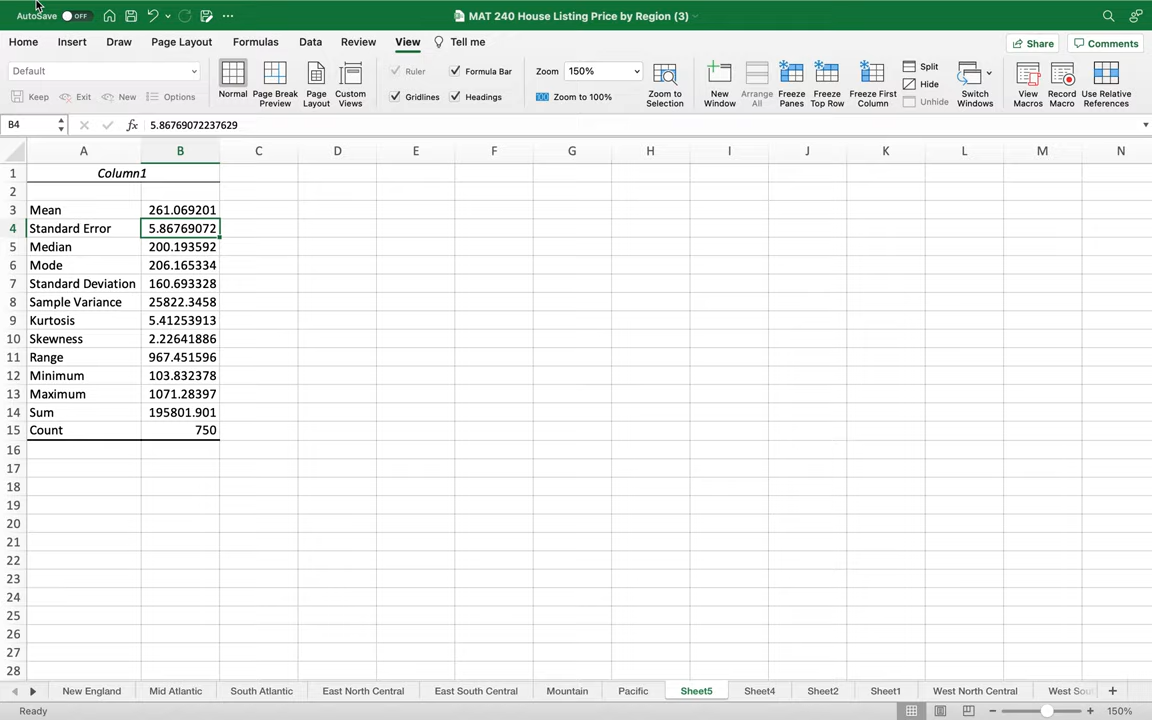 AutoSave OFF MAT 240 House Listing Price by Region (3)
Home Insert Draw Page Layout Formulas Data Review View Tell me Share Comments
Default Ruler Formula Bar Zoom 150% Split
Keep Exit New Options Gridlines Headings Zoom to 100% Hide Unhide
Normal Page Break Preview Page Layout Custom Views Zoom to Selection New Window Arrange All Freeze Panes Freeze Top Row Freeze First Column Switch Windows View Macros Record Macro Use Relative References
B4 fx 5.86769072237629
A B C D E F G H I J K L M N
1 Column1
2
3 Mean 261.069201
4 Standard Error 5.86769072
5 Median 200.193592
6 Mode 206.165334
7 Standard Deviation 160.693328
8 Sample Variance 25822.3458
9 Kurtosis 5.41253913
10 Skewness 2.22641886
11 Range 967.451596
12 Minimum 103.832378
13 Maximum 1071.28397
14 Sum 195801.901
15 Count 750
16
17
18
19
20
21
22
23
24
25
26
27
28
New England Mid Atlantic South Atlantic East North Central East South Central Mountain Pacific Sheet5 Sheet4 Sheet2 Sheet1 West North Central West Sou
Ready 150%